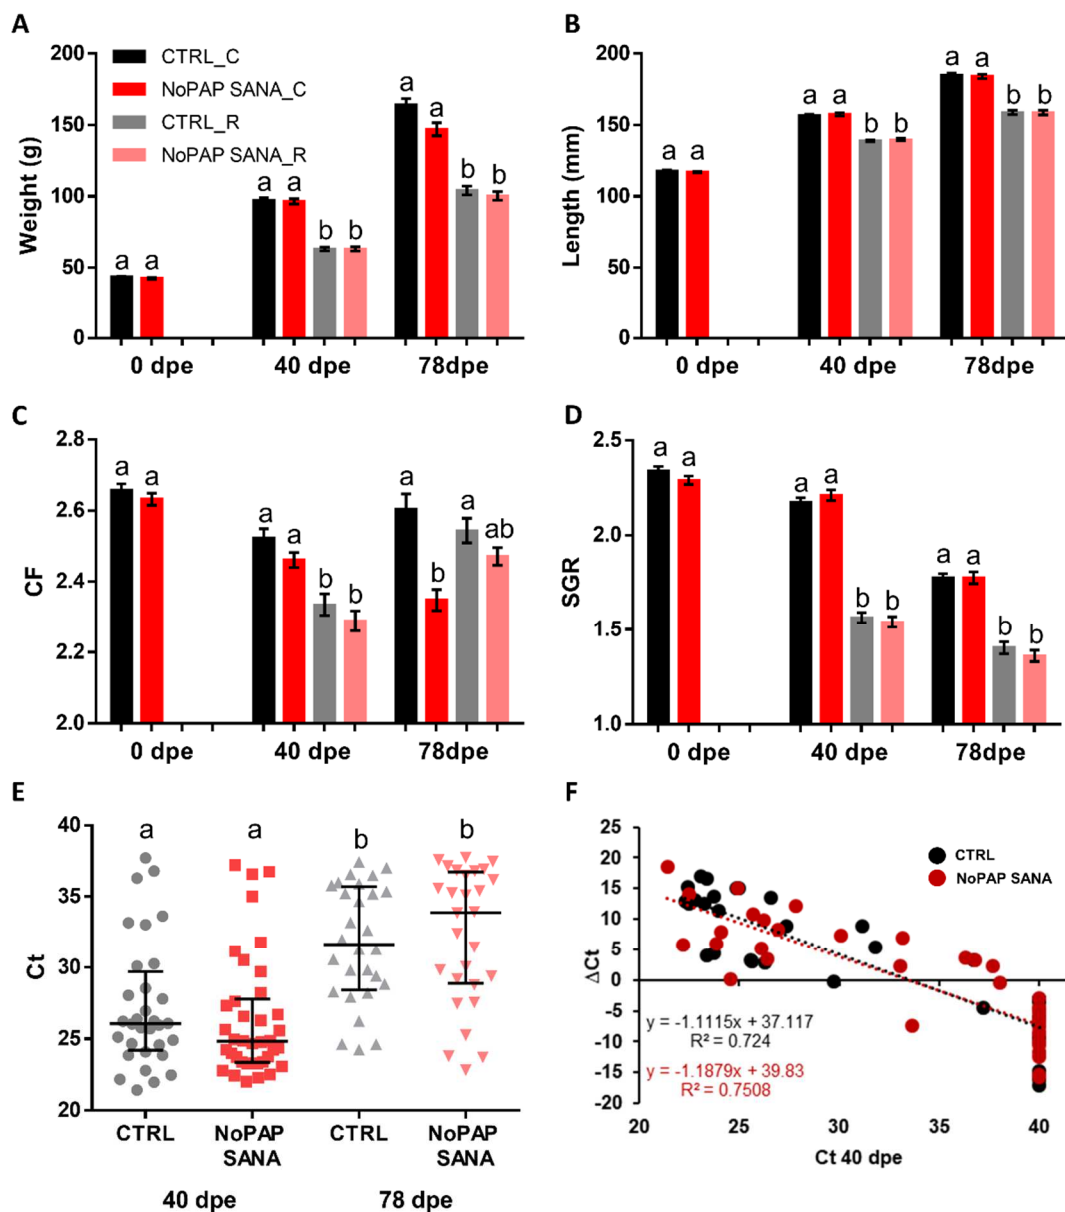 A
Weight (g)
200
150
100
50
0
CTRL_C
NoPAP SANA_C
CTRL_R
NoPAP SANA_R
a a
a a b b
a a b b
0 dpe 40 dpe 78dpe
B
Length (mm)
200
150
100
50
0
a a
a a b b
a a b b
0 dpe 40 dpe 78dpe
C
CF
2.8
2.6
2.4
2.2
2.0
a a
a a b b
a b a ab
0 dpe 40 dpe 78dpe
D
SGR
2.5
2.0
1.5
1.0
a a
a a b b
a a b b
0 dpe 40 dpe 78dpe
E
Ct
40
35
30
25
20
a a b b
CTRL NoPAP SANA CTRL NoPAP SANA
40 dpe 78 dpe
F
ΔCt
25
20
15
10
5
0
-5
-10
-15
-20
CTRL
NoPAP SANA
y = -1.1115x + 37.117
R² = 0.724
y = -1.1879x + 39.83
R² = 0.7508
20 25 30 35 40
Ct 40 dpe